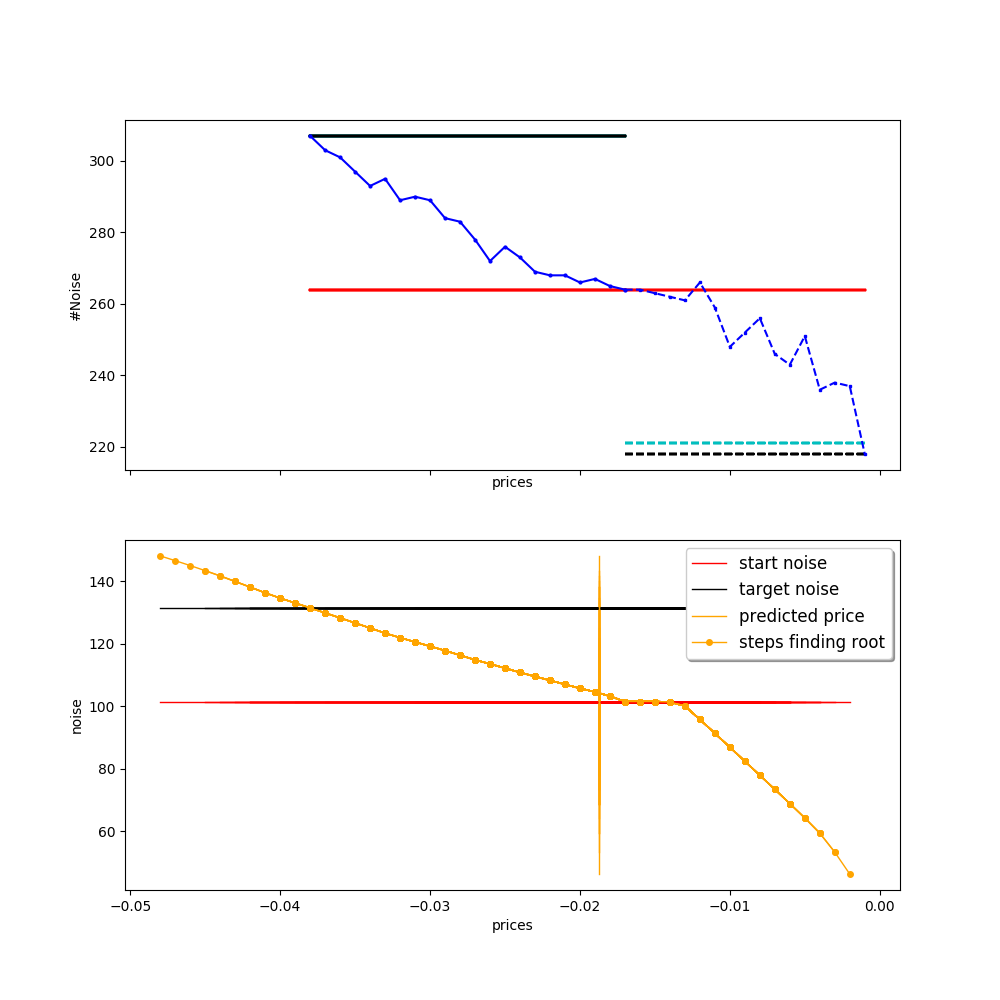 300
280
260
240
220
#Noise
prices
start noise
target noise
predicted price
steps finding root
140
120
100
80
60
noise
−0.05 −0.04 −0.03 −0.02 −0.01 0.00
prices